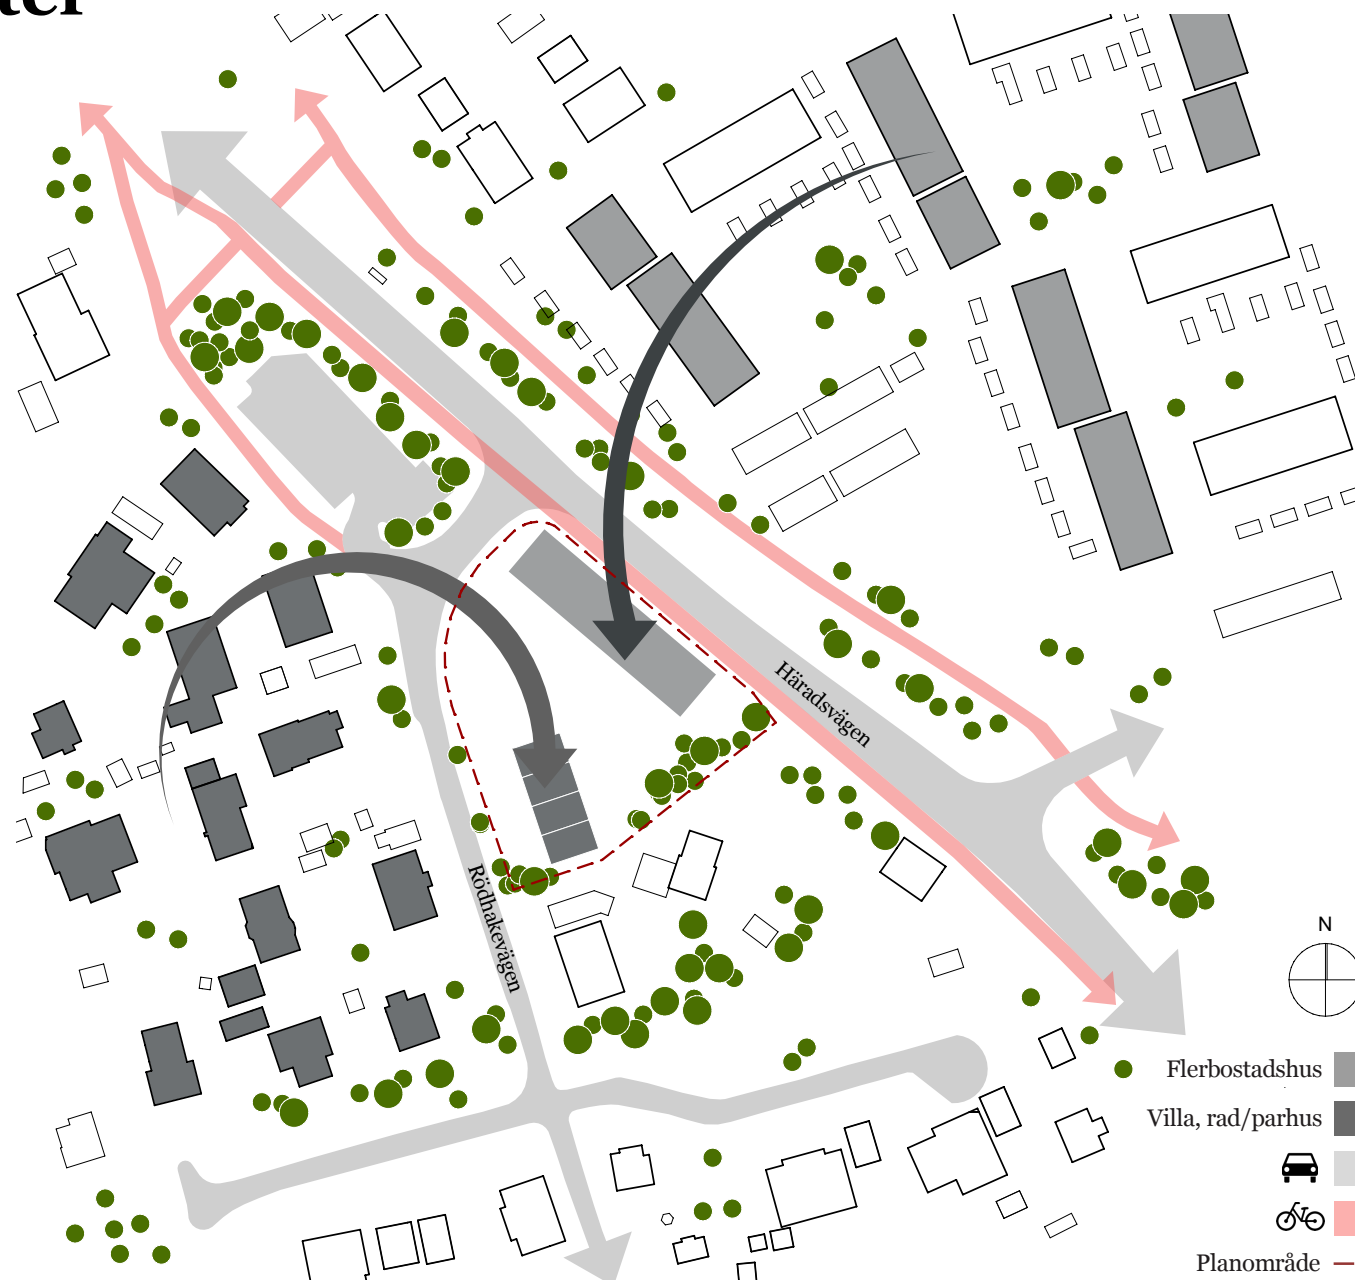 Häradsvägen
Rödhakevägen
N
Flerbostadshus
Villa, rad/parhus
Planområde